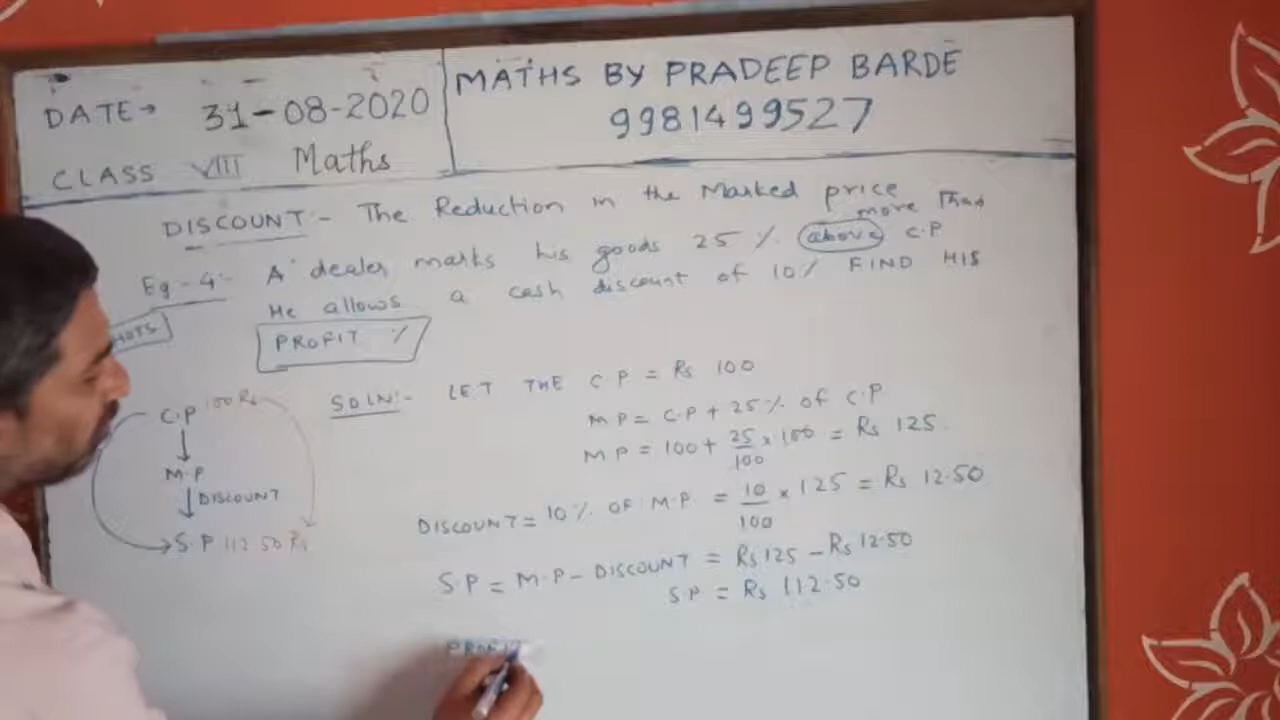 DATE → 31-08-2020
CLASS VIII Maths
MATHS BY PRADEEP BARDE
9981499527
DISCOUNT:- The Reduction in the Marked price
more than
Eg-4:- A dealer marks his goods 25 % above C.P
He allows a cash discount of 10% FIND HIS
HOTS
PROFIT %
SOLN:- LET THE C.P = Rs 100
M.P = C.P + 25% of C.P
M.P = 100 + 25/100 × 100 = Rs 125
DISCOUNT = 10% OF M.P. = 10/100 × 125 = Rs 12.50
S.P = M.P - DISCOUNT = Rs 125 - Rs 12.50
S.P = Rs 112.50
PROFIT
C.P 100 Rs
M.P
DISCOUNT
S.P 112.50 Rs